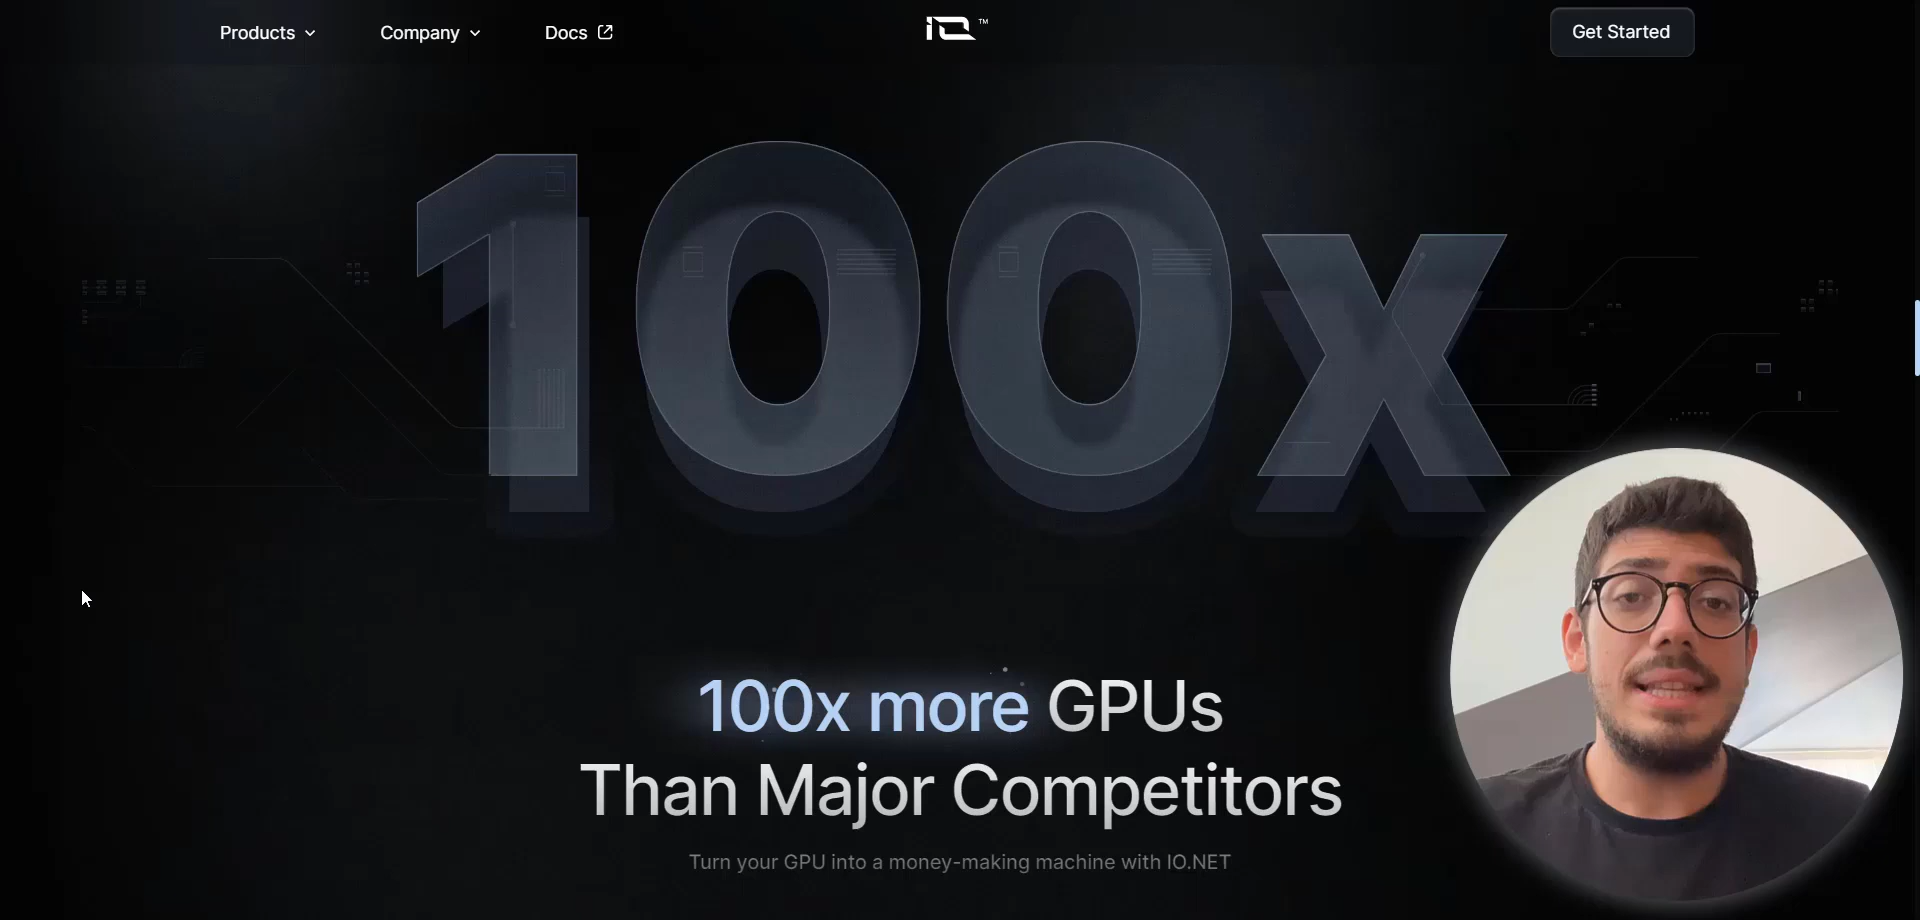 Products
Company
Docs
IO™
Get Started
100x
100x more GPUs
Than Major Competitors
Turn your GPU into a money-making machine with IO.NET